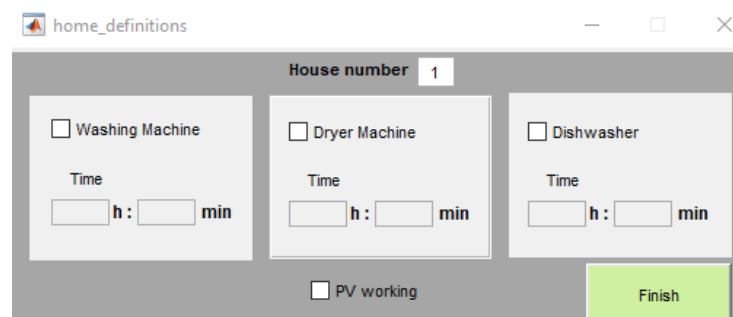 home_definitions
House number 1
Washing Machine
Dryer Machine
Dishwasher
Time
Time
Time
h : min
h : min
h : min
PV working
Finish